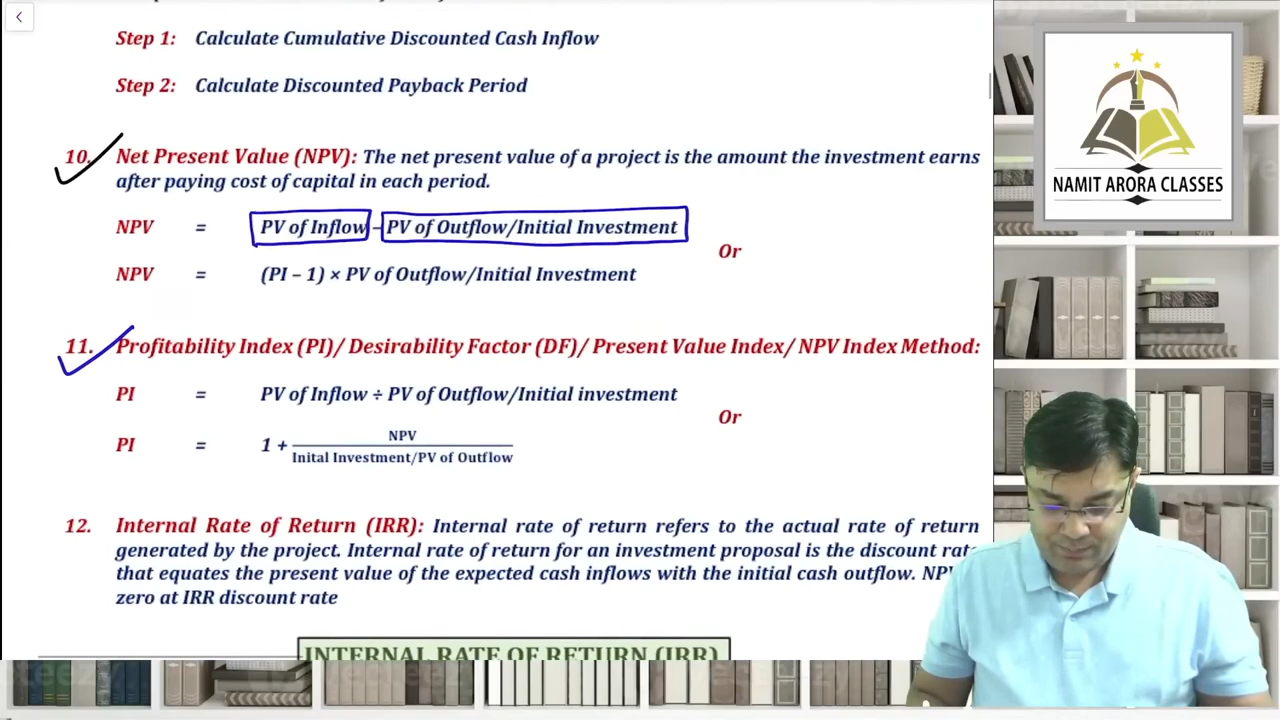 Step 1: Calculate Cumulative Discounted Cash Inflow
Step 2: Calculate Discounted Payback Period
10. Net Present Value (NPV): The net present value of a project is the amount the investment earns
after paying cost of capital in each period.
NPV = PV of Inflow – PV of Outflow/Initial Investment
Or
NPV = (PI – 1) × PV of Outflow/Initial Investment
11. Profitability Index (PI)/ Desirability Factor (DF)/ Present Value Index/ NPV Index Method:
PI = PV of Inflow ÷ PV of Outflow/Initial investment
Or
PI = 1 + NPV
Inital Investment/PV of Outflow
12. Internal Rate of Return (IRR): Internal rate of return refers to the actual rate of return
generated by the project. Internal rate of return for an investment proposal is the discount rate
that equates the present value of the expected cash inflows with the initial cash outflow.
zero at IRR discount rate
INTERNAL RATE OF RETURN (IRR)
NAMIT ARORA CLASSES